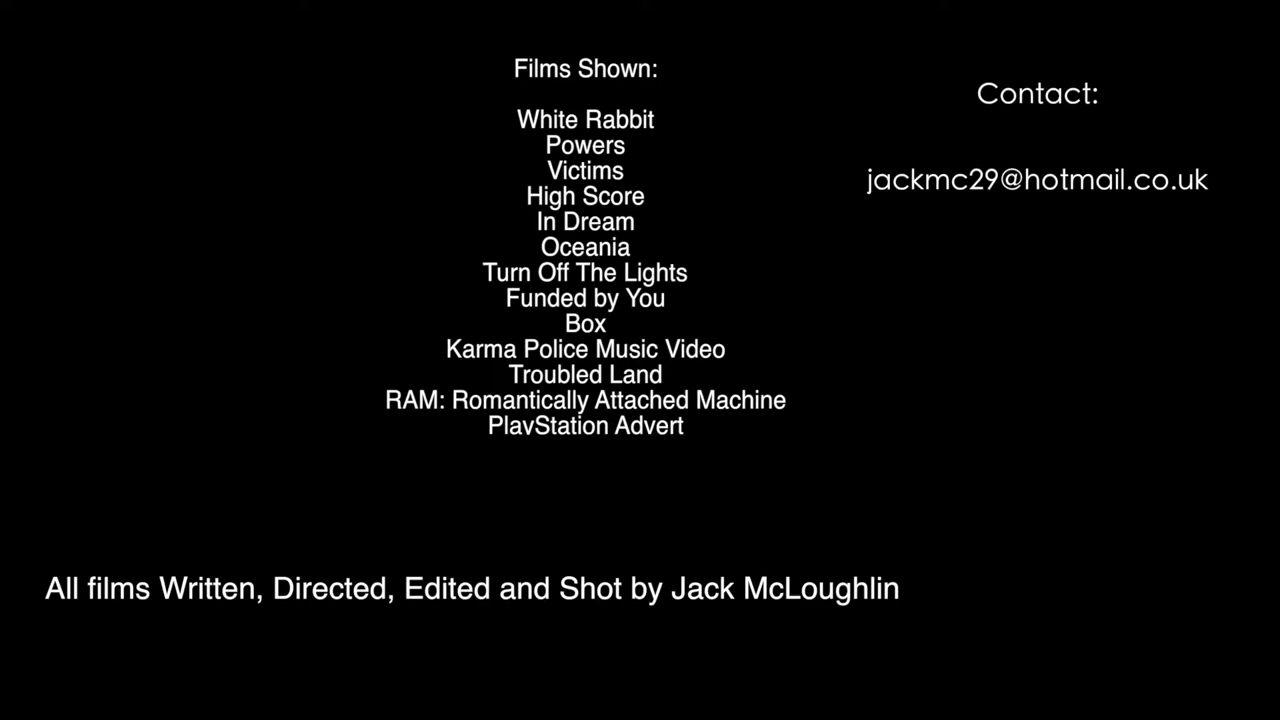 Films Shown:
White Rabbit
Powers
Victims
High Score
In Dream
Oceania
Turn Off The Lights
Funded by You
Box
Karma Police Music Video
Troubled Land
RAM: Romantically Attached Machine
PlayStation Advert
Contact:
jackmc29@hotmail.co.uk
All films Written, Directed, Edited and Shot by Jack McLoughlin